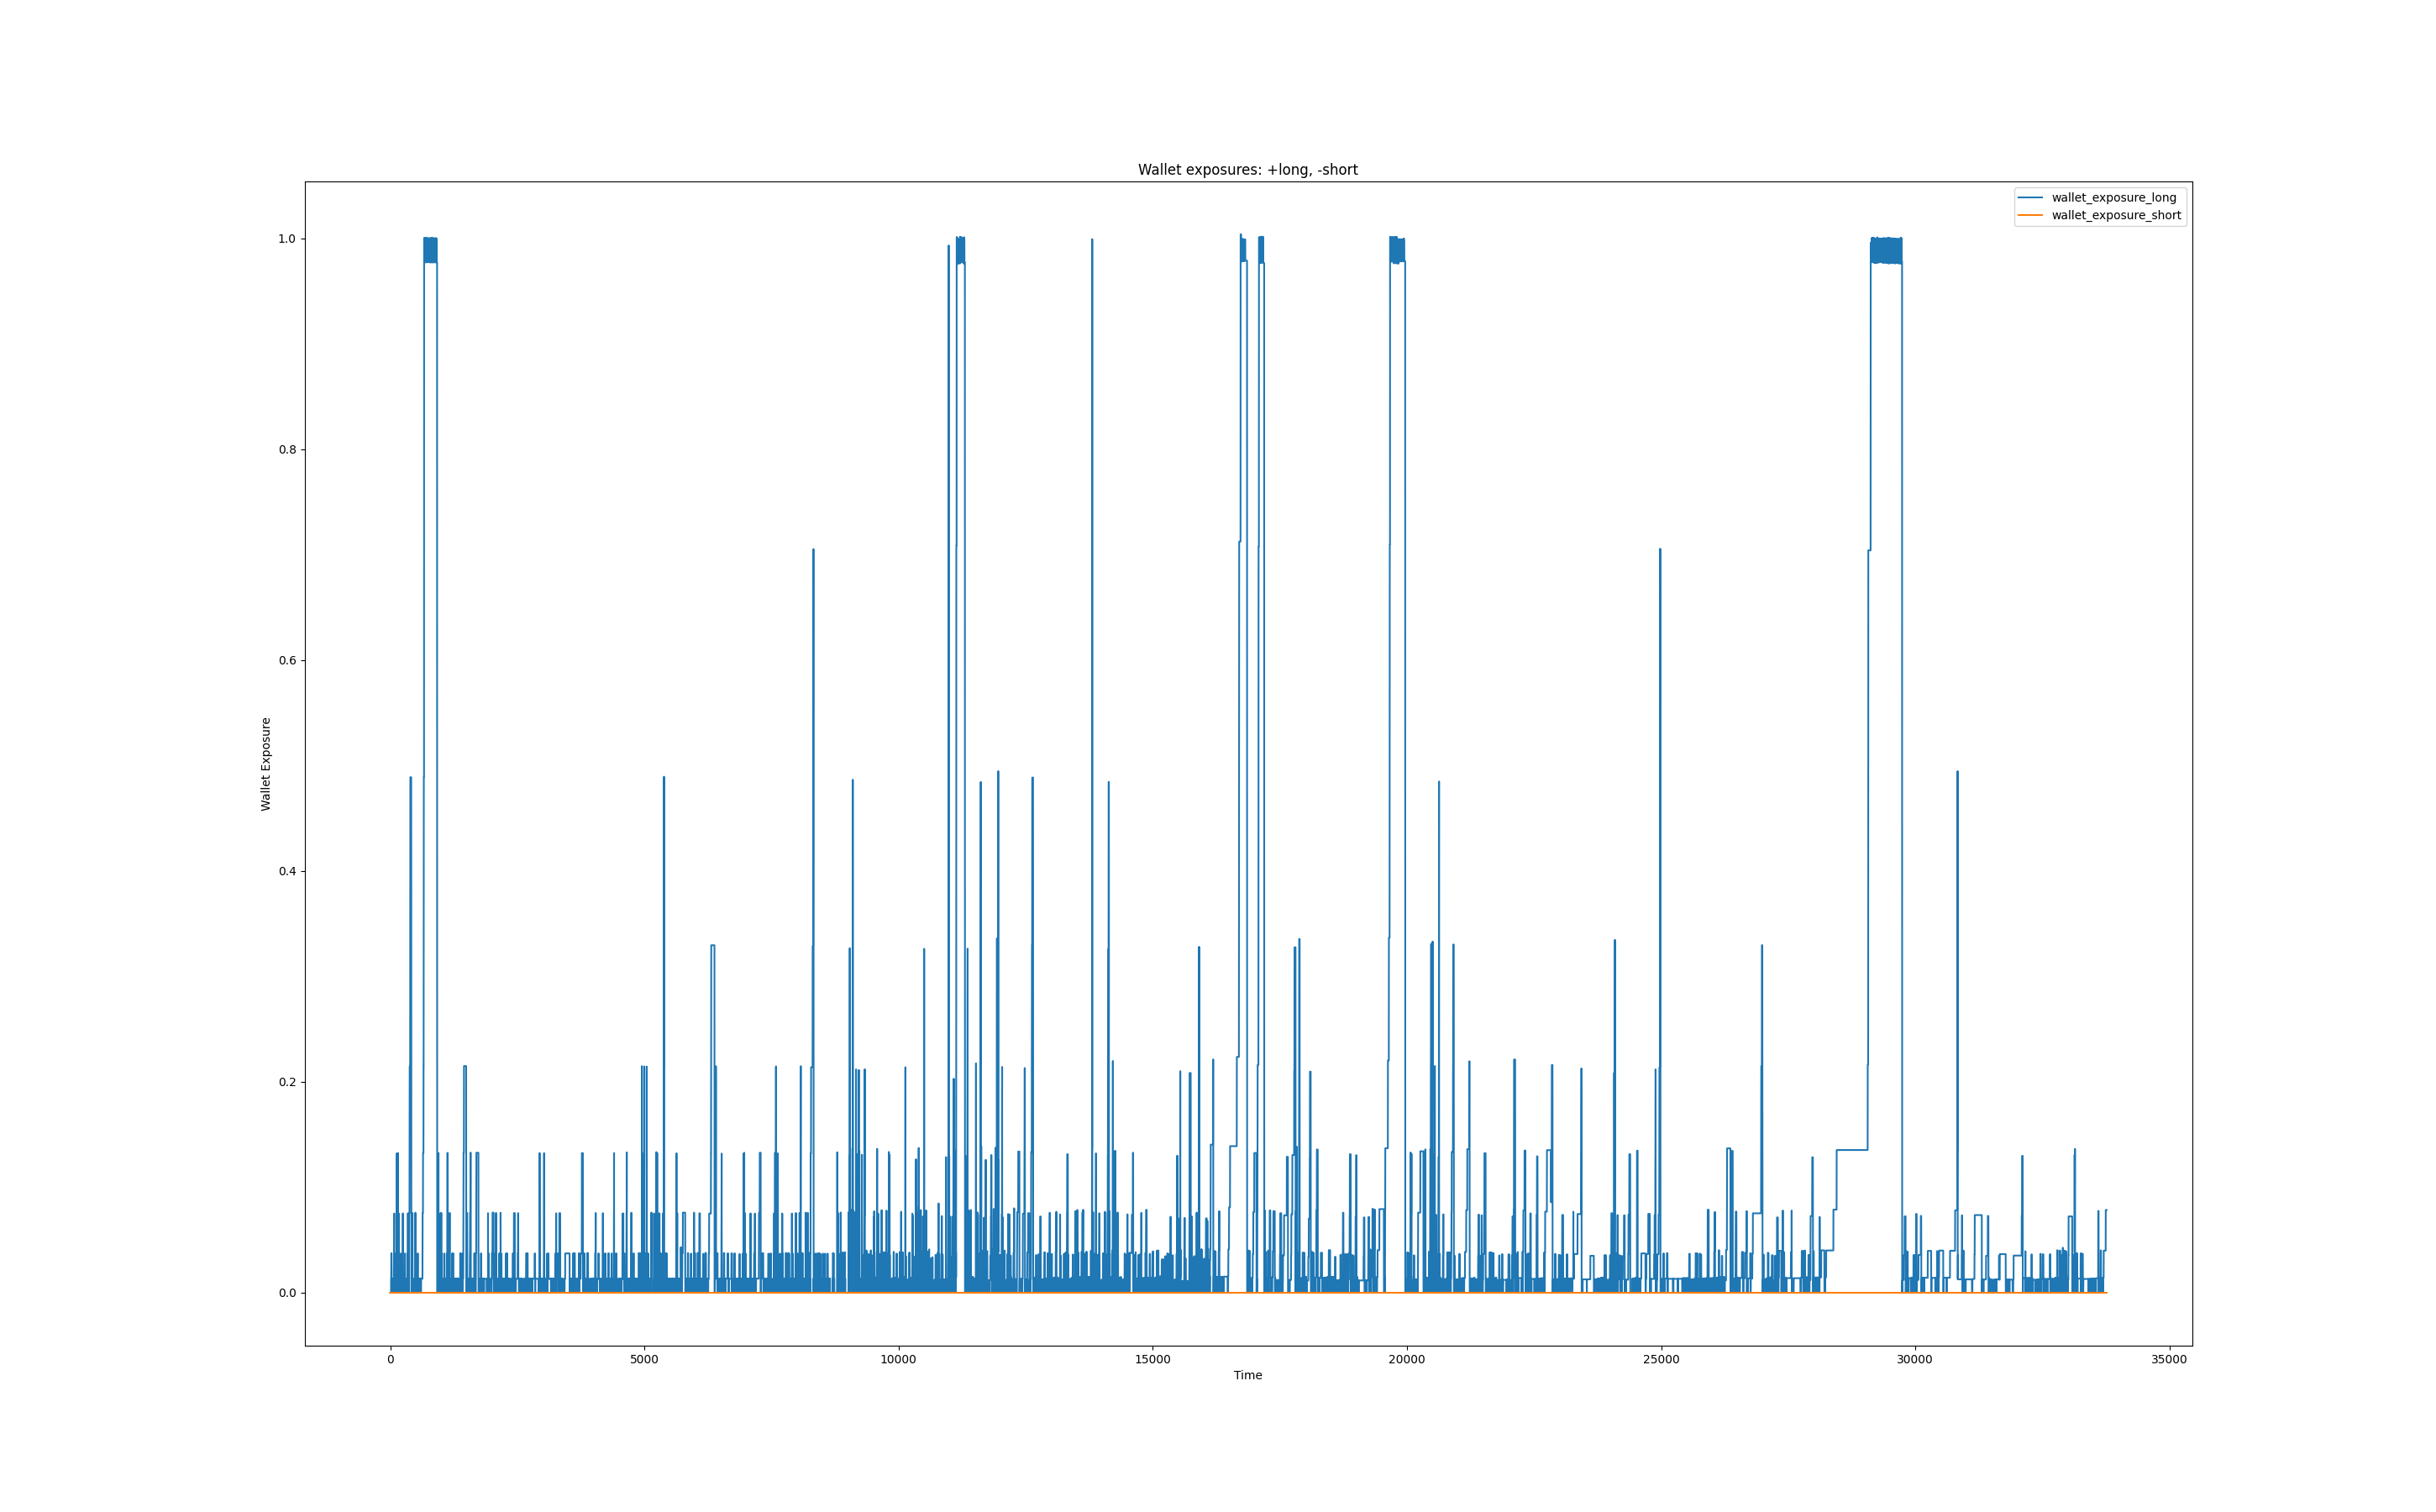 Wallet exposures: +long, -short
wallet_exposure_long
wallet_exposure_short
1.0
0.8
0.6
0.4
0.2
0.0
Wallet Exposure
0 5000 10000 15000 20000 25000 30000 35000
Time